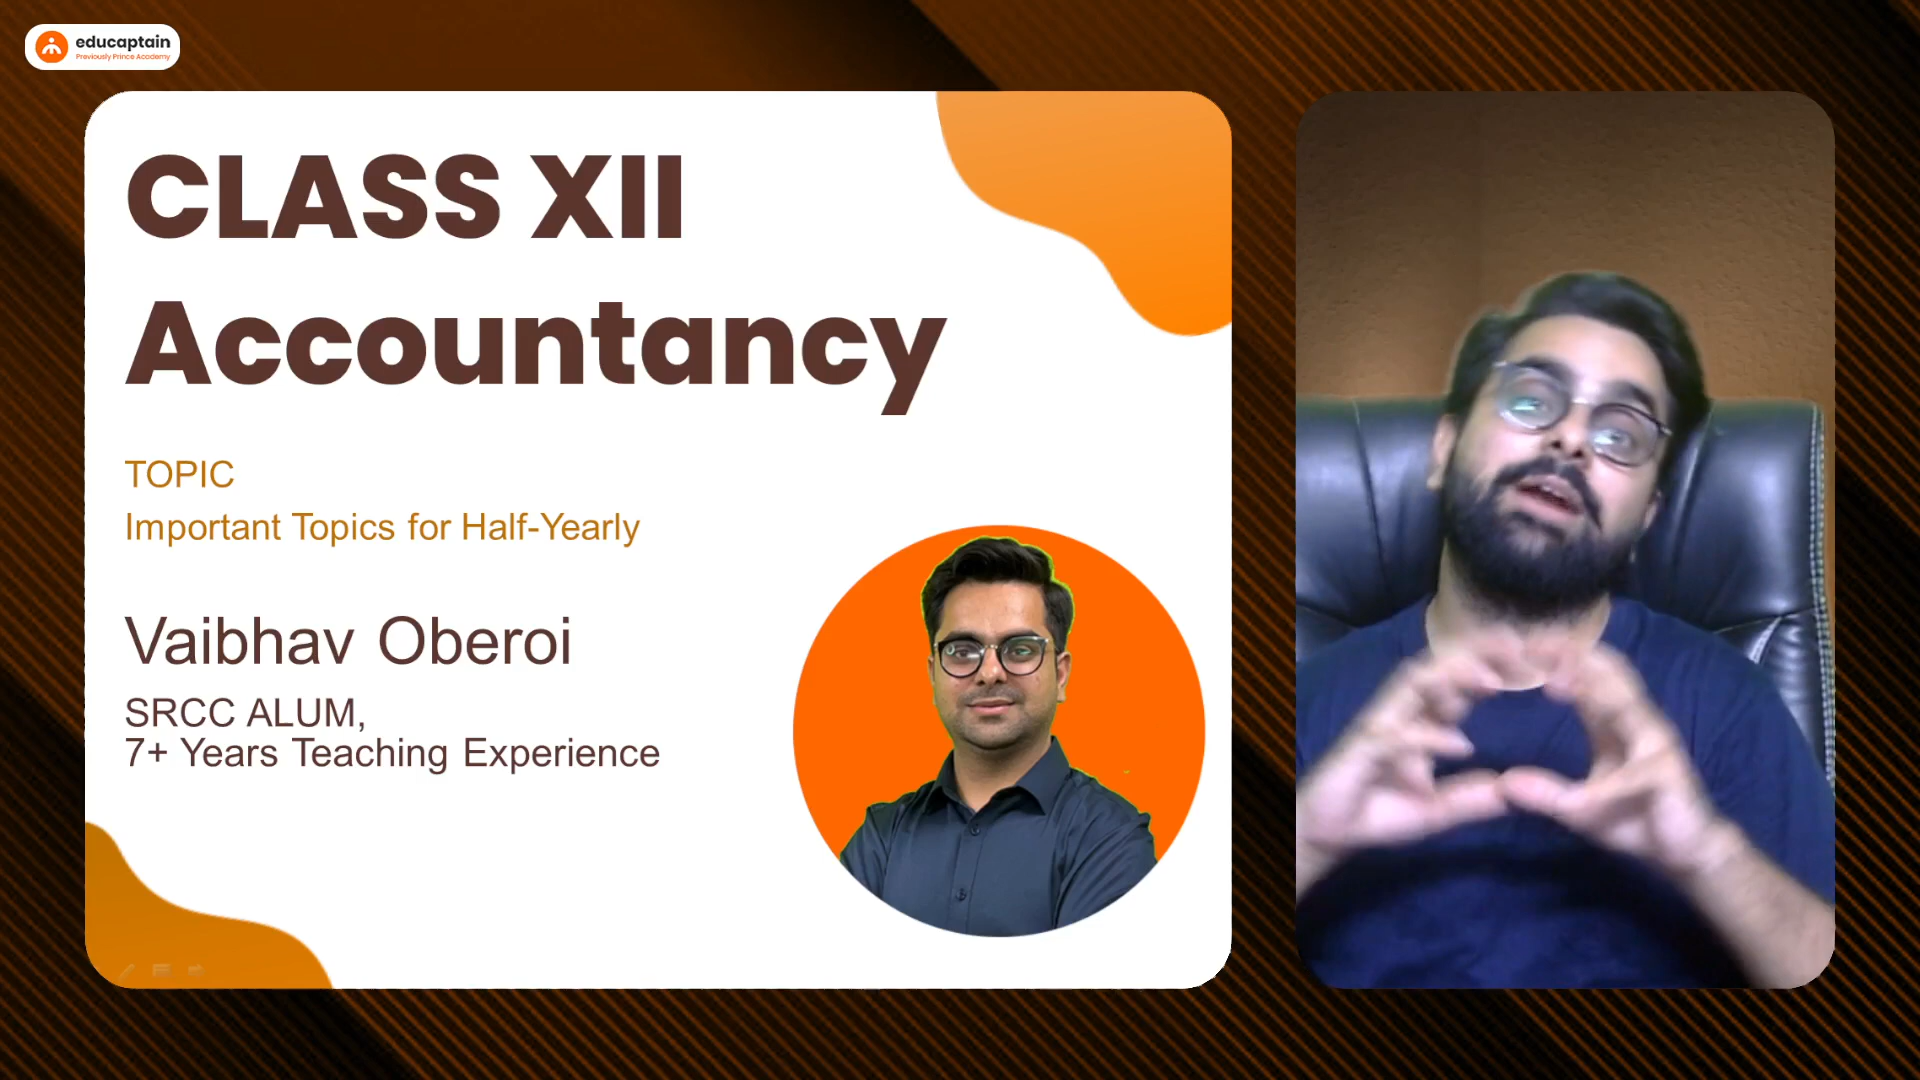 educaptain
Previously Prince Academy
CLASS XII
Accountancy
TOPIC
Important Topics for Half-Yearly
Vaibhav Oberoi
SRCC ALUM,
7+ Years Teaching Experience